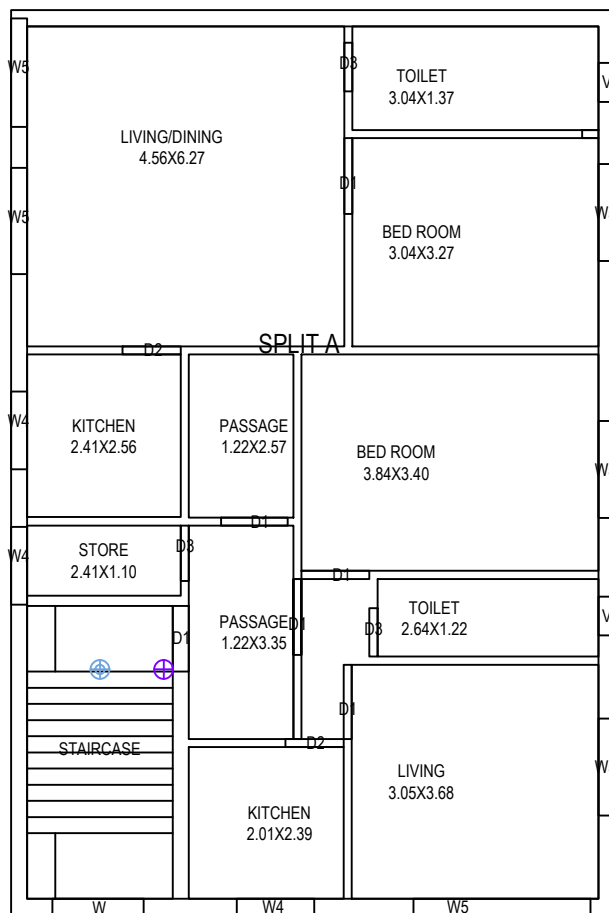 W5
D3
TOILET
3.04X1.37
V
LIVING/DINING
4.56X6.27
D1
W5
BED ROOM
3.04X3.27
SPLIT A
D2
W4
KITCHEN
2.41X2.56
PASSAGE
1.22X2.57
BED ROOM
3.84X3.40
D1
W4
STORE
2.41X1.10
D3
D1
TOILET
2.64X1.22
V
PASSAGE
1.22X3.35
D1
D1
D3
D1
STAIRCASE
D2
LIVING
3.05X3.68
KITCHEN
2.01X2.39
W
W4
W5